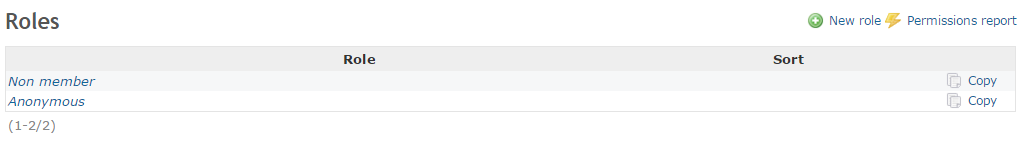 Roles
New role Permissions report
Role Sort
Non member Copy
Anonymous Copy
(1-2/2)